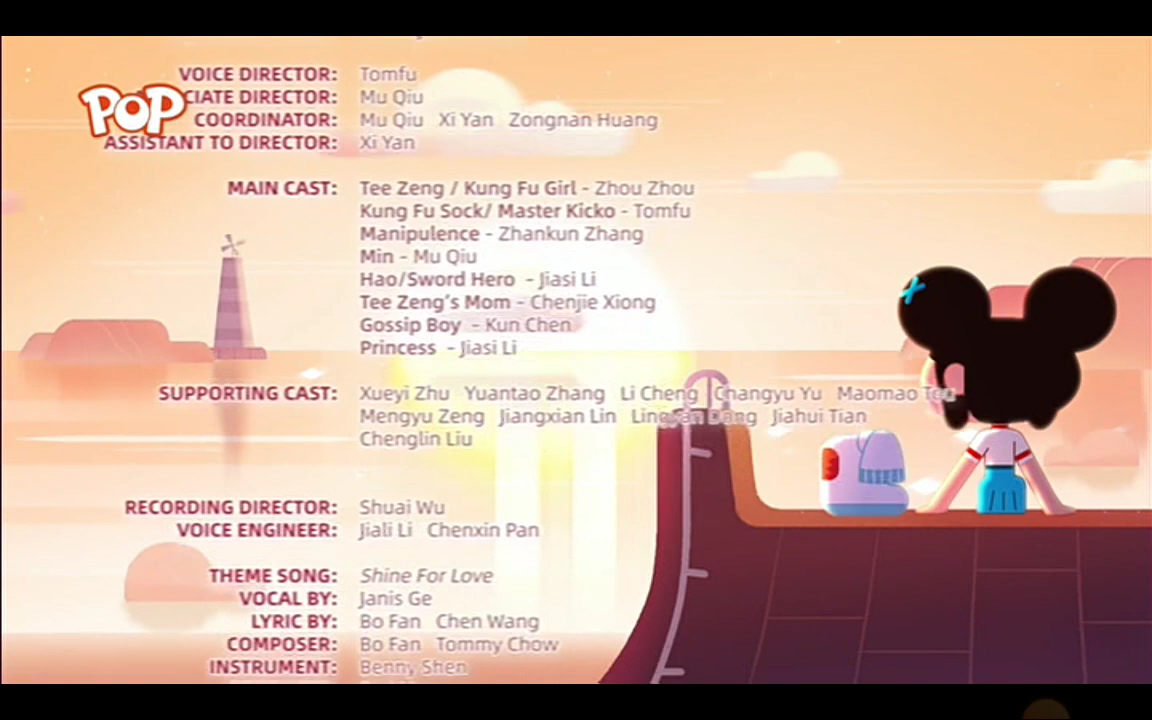 VOICE DIRECTOR: Tomfu
POP
CIATE DIRECTOR: Mu Qiu
COORDINATOR: Mu Qiu Xi Yan Zongnan Huang
ASSISTANT TO DIRECTOR: Xi Yan
MAIN CAST: Tee Zeng / Kung Fu Girl - Zhou Zhou
Kung Fu Sock/ Master Kicko - Tomfu
Manipulence - Zhankun Zhang
Min - Mu Qiu
Hao/Sword Hero - Jiasi Li
Tee Zeng's Mom - Chenjie Xiong
Gossip Boy - Kun Chen
Princess - Jiasi Li
SUPPORTING CAST: Xueyi Zhu Yuantao Zhang Li Cheng Changyu Yu Maomao
Mengyu Zeng Jiangxian Lin Jiahui Tian
Chenglin Liu
RECORDING DIRECTOR: Shuai Wu
VOICE ENGINEER: Jiali Li Chenxin Pan
THEME SONG: Shine For Love
VOCAL BY: Janis Ge
LYRIC BY: Bo Fan Chen Wang
COMPOSER: Bo Fan Tommy Chow
INSTRUMENT: Benny Shen